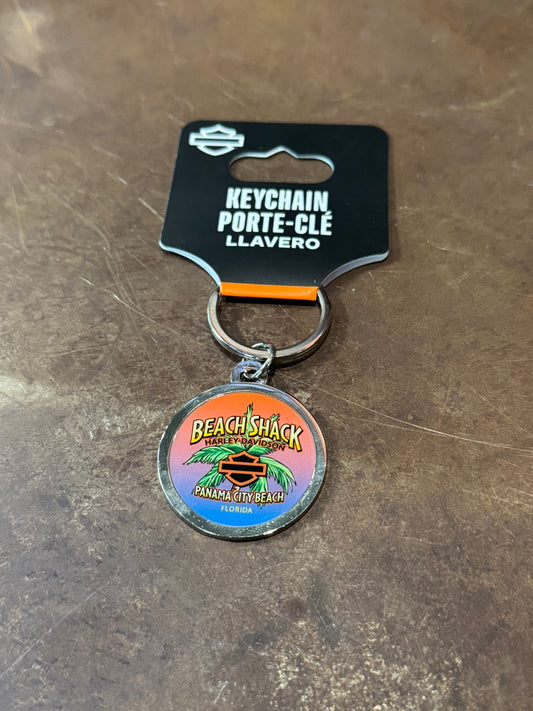 KEYCHAIN
PORTE-CLÉ
LLAVERO
BEACH SHACK
HARLEY-DAVIDSON
PANAMA CITY BEACH
FLORIDA